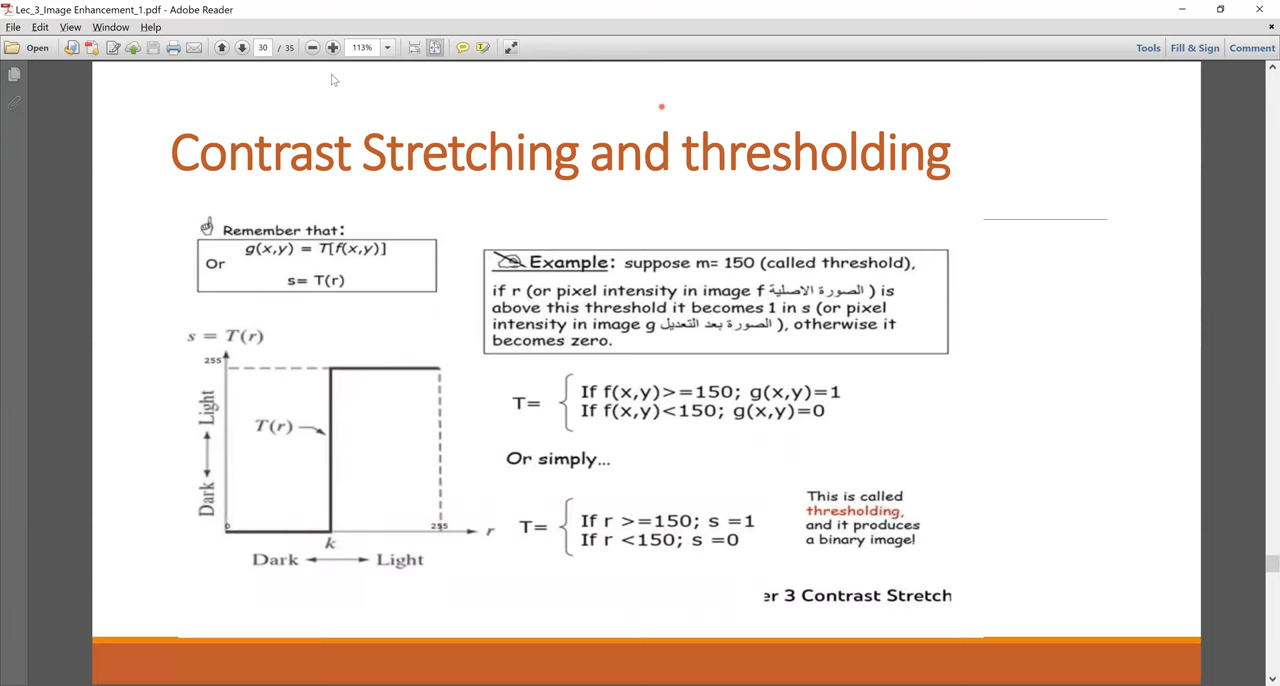 Lec_3_Image Enhancement_1.pdf - Adobe Reader
File Edit View Window Help
Open 30 / 35 113% Tools Fill & Sign Comment
Contrast Stretching and thresholding
Remember that:
g(x,y) = T[f(x,y)]
Or
s= T(r)
s = T(r)
255
Dark Light
T(r)
0
255
r
k
Dark Light
Example: suppose m= 150 (called threshold),
if r (or pixel intensity in image f الصورة الاصلية ) is
above this threshold it becomes 1 in s (or pixel
intensity in image g الصورة بعد التعديل ), otherwise it
becomes zero.
T=
If f(x,y)>=150; g(x,y)=1
If f(x,y)<150; g(x,y)=0
Or simply...
T=
If r >=150; s =1
If r <150; s =0
This is called
thresholding,
and it produces
a binary image!
er 3 Contrast Stretch